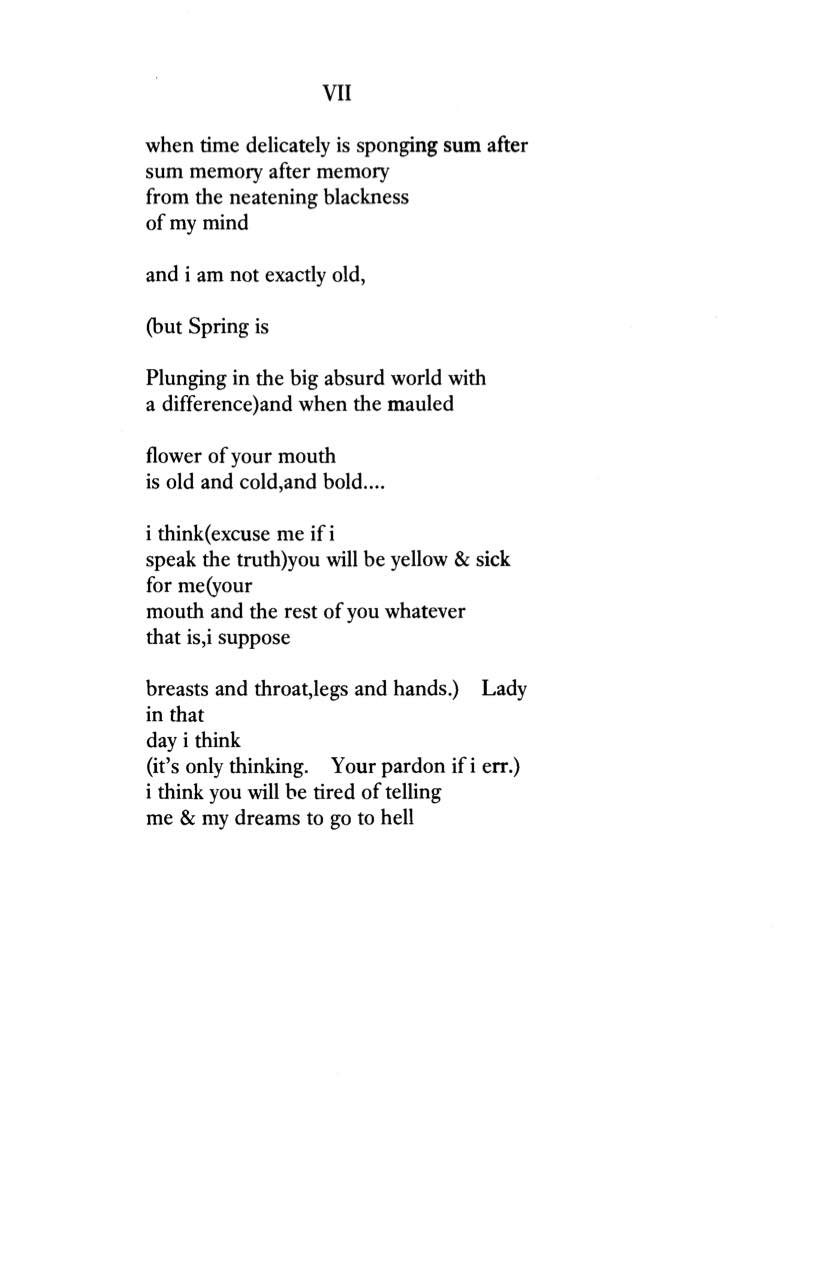 VII
when time delicately is sponging sum after
sum memory after memory
from the neatening blackness
of my mind
and i am not exactly old,
(but Spring is
Plunging in the big absurd world with
a difference)and when the mauled
flower of your mouth
is old and cold,and bold....
i think(excuse me if i
speak the truth)you will be yellow & sick
for me(your
mouth and the rest of you whatever
that is,i suppose
breasts and throat,legs and hands.)  Lady
in that
day i think
(it's only thinking.  Your pardon if i err.)
i think you will be tired of telling
me & my dreams to go to hell